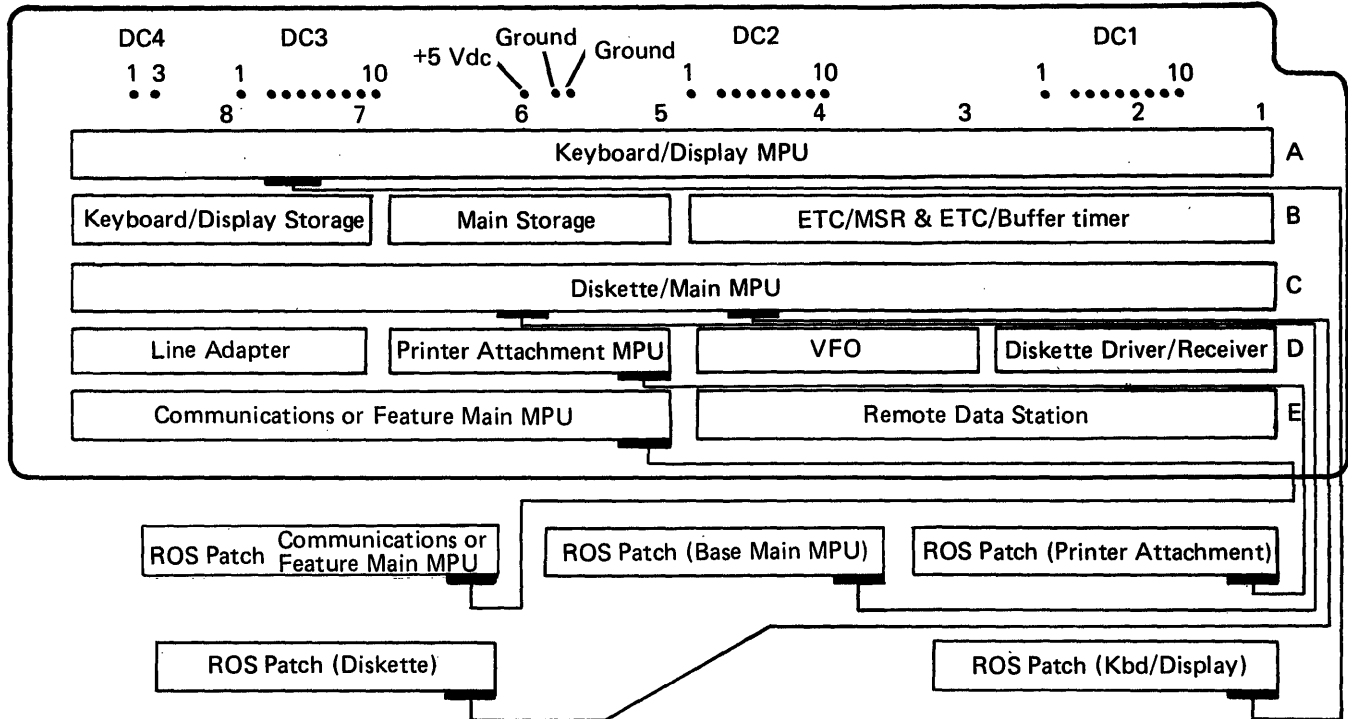 DC4 DC3 Ground DC2 DC1
+5 Vdc Ground
1 3 1 10 1 10 1 10
8 7 6 5 4 3 2 1
Keyboard/Display MPU A
Keyboard/Display Storage Main Storage ETC/MSR & ETC/Buffer timer B
Diskette/Main MPU C
Line Adapter Printer Attachment MPU VFO Diskette Driver/Receiver D
Communications or Feature Main MPU Remote Data Station E
ROS Patch Communications or Feature Main MPU ROS Patch (Base Main MPU) ROS Patch (Printer Attachment)
ROS Patch (Diskette) ROS Patch (Kbd/Display)